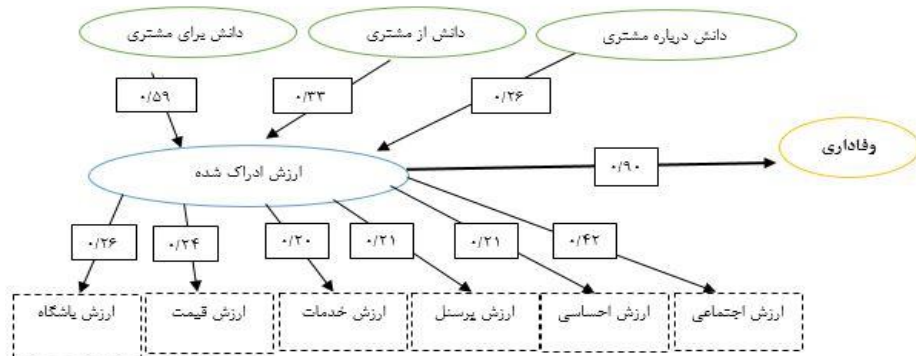 دانش درباره مشتری
دانش از مشتری
دانش برای مشتری
۰/۲۶
۰/۳۳
۰/۵۹
وفاداری
ارزش ادراک شده
۰/۹۰
۰/۴۲
۰/۲۱
۰/۲۱
۰/۲۰
۰/۲۴
۰/۲۶
ارزش اجتماعی
ارزش احساسی
ارزش پرسنل
ارزش خدمات
ارزش قیمت
ارزش باشگاه